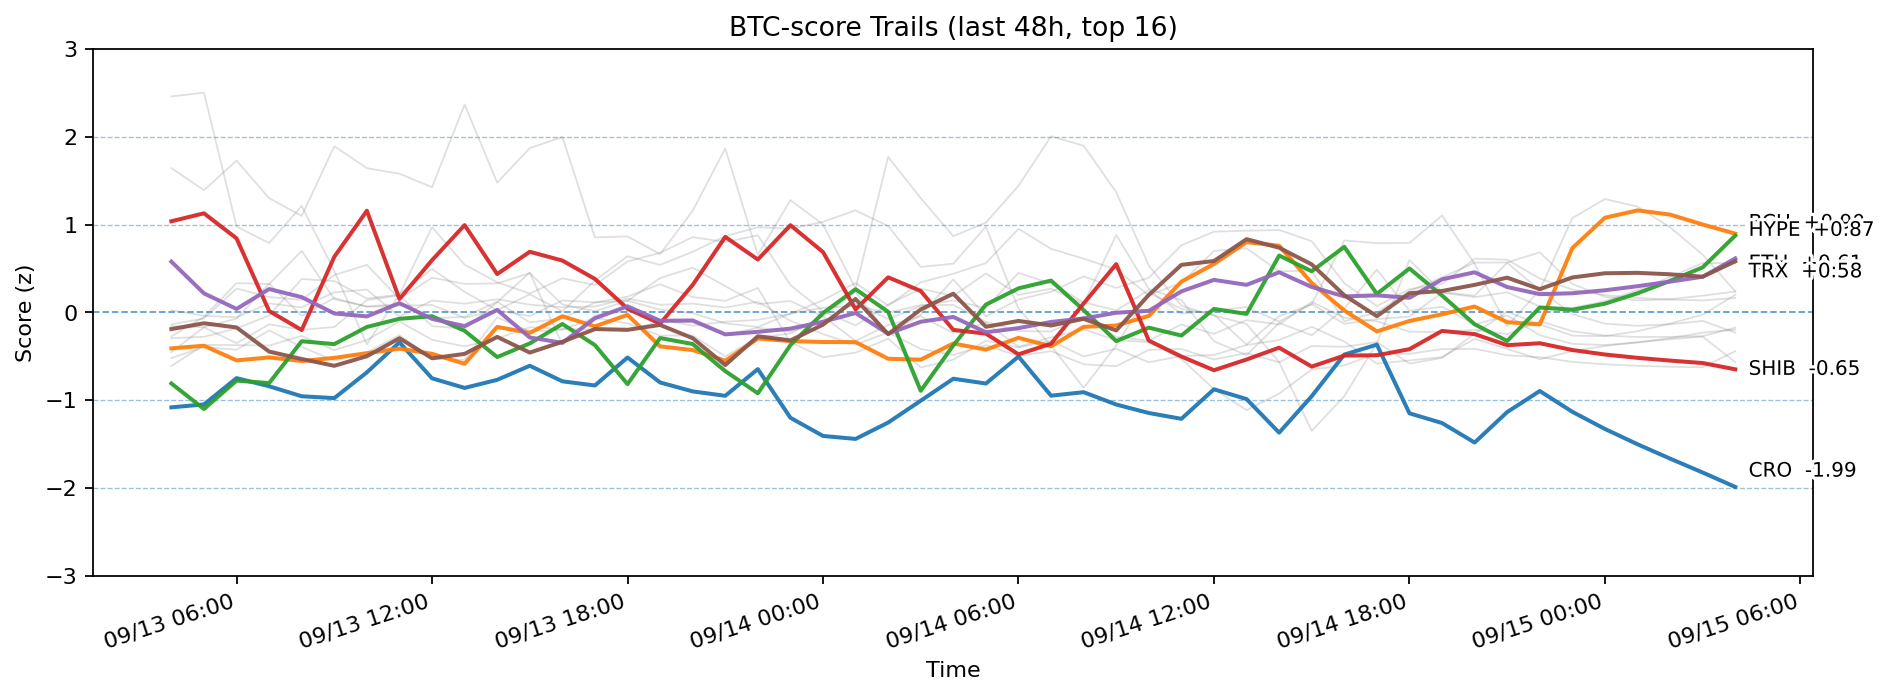 BTC-score Trails (last 48h, top 16)
Score (z)
3
2
1
0
−1
−2
−3
HYPE +0.87
TRX +0.58
SHIB -0.65
CRO -1.99
09/13 06:00
09/13 12:00
09/13 18:00
09/14 00:00
09/14 06:00
09/14 12:00
09/14 18:00
09/15 00:00
09/15 06:00
Time